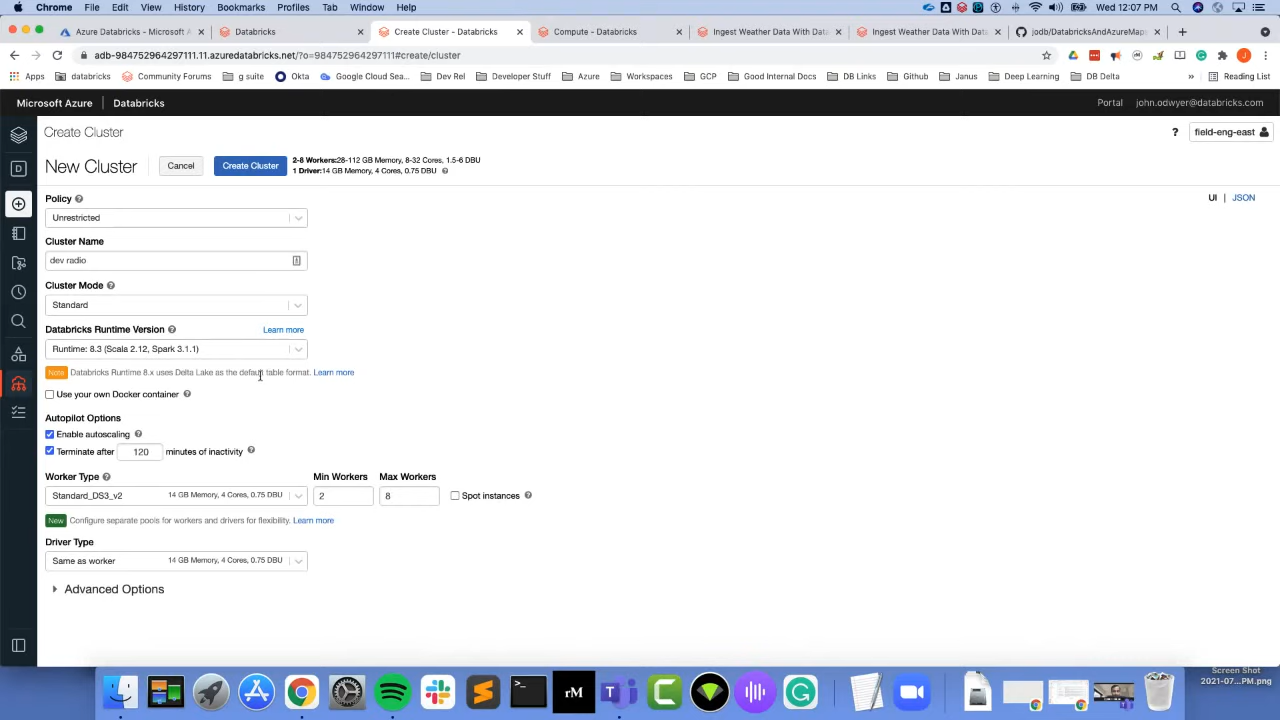 Chrome File Edit View History Bookmarks Profiles Tab Window Help Wed 12:07 PM
Azure Databricks - Microsoft A Databricks Create Cluster - Databricks Compute - Databricks Ingest Weather Data With Data Ingest Weather Data With Data jodw/DatabricksAndAzureMaps
adb-984752964297111.11.azuredatabricks.net/?o=984752964297111#create/cluster
Apps databricks Community Forums g suite Okta Google Cloud Sea... Dev Rel Developer Stuff Azure Workspaces GCP Good Internal Docs DB Links Github Janus Deep Learning DB Delta » Reading List
Microsoft Azure | Databricks Portal john.odwyer@databricks.com
Create Cluster ? field-eng-east
New Cluster Cancel Create Cluster
2-8 Workers:28-112 GB Memory, 8-32 Cores, 1.5-6 DBU
1 Driver:14 GB Memory, 4 Cores, 0.75 DBU
UI | JSON
Policy
Unrestricted
Cluster Name
dev radio
Cluster Mode
Standard
Databricks Runtime Version Learn more
Runtime: 8.3 (Scala 2.12, Spark 3.1.1)
Note Databricks Runtime 8.x uses Delta Lake as the default table format. Learn more
Use your own Docker container
Autopilot Options
Enable autoscaling
Terminate after 120 minutes of inactivity
Worker Type Min Workers Max Workers
Standard_DS3_v2 14 GB Memory, 4 Cores, 0.75 DBU 2 8 Spot instances
New Configure separate pools for workers and drivers for flexibility. Learn more
Driver Type
Same as worker 14 GB Memory, 4 Cores, 0.75 DBU
Advanced Options
Screen Shot
2021-07...PM.png
rM